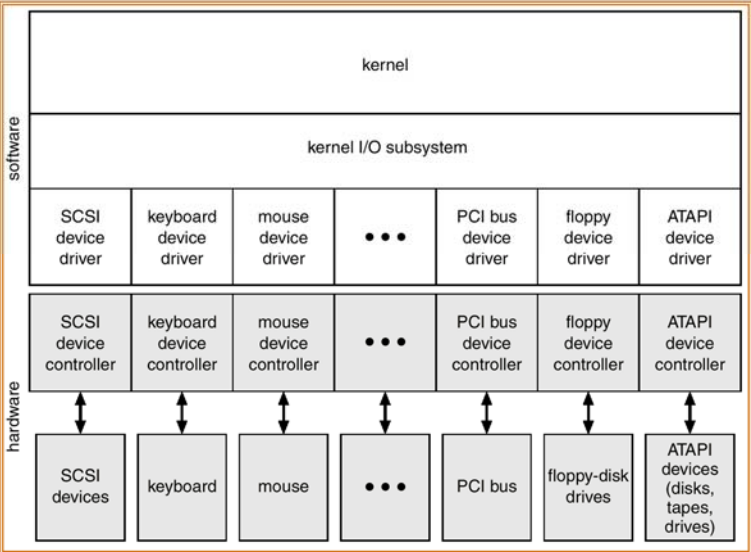 software
kernel
kernel I/O subsystem
SCSI
device
driver
keyboard
device
driver
mouse
device
driver
•••
PCI bus
device
driver
floppy
device
driver
ATAPI
device
driver
hardware
SCSI
device
controller
keyboard
device
controller
mouse
device
controller
•••
PCI bus
device
controller
floppy
device
controller
ATAPI
device
controller
SCSI
devices
keyboard
mouse
•••
PCI bus
floppy-disk
drives
ATAPI
devices
(disks,
tapes,
drives)